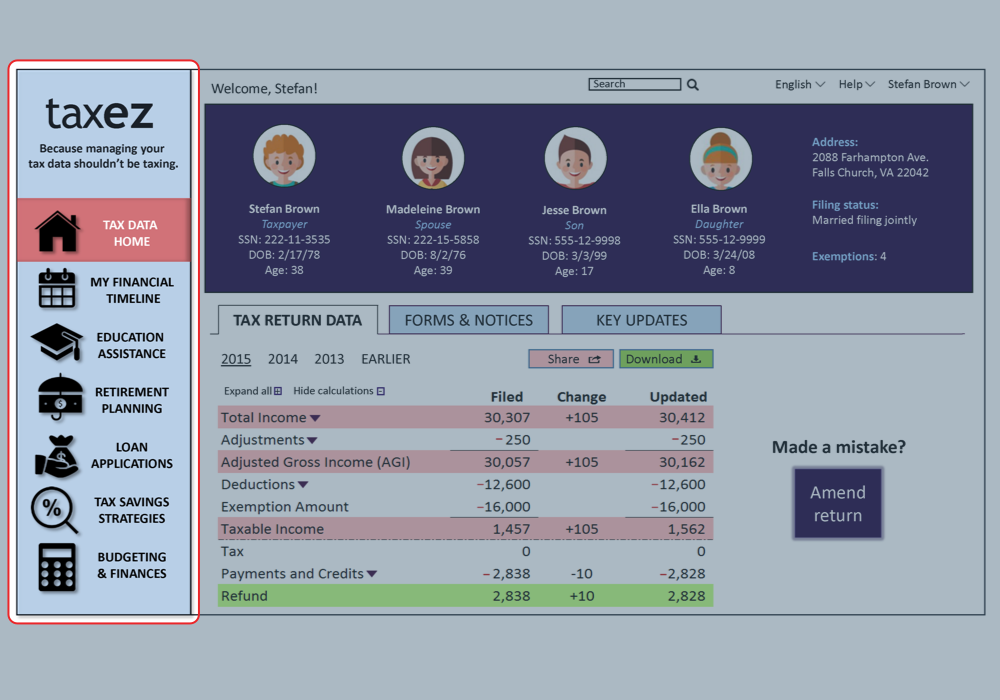 taxez
Because managing your
tax data shouldn't be taxing.
TAX DATA
HOME
MY FINANCIAL
TIMELINE
EDUCATION
ASSISTANCE
RETIREMENT
PLANNING
LOAN
APPLICATIONS
%
TAX SAVINGS
STRATEGIES
BUDGETING
& FINANCES
Welcome, Stefan!
Search
English
Help
Stefan Brown
Stefan Brown
Taxpayer
SSN: 222-11-3535
DOB: 2/17/78
Age: 38
Madeleine Brown
Spouse
SSN: 222-15-5858
DOB: 8/2/76
Age: 39
Jesse Brown
Son
SSN: 555-12-9998
DOB: 3/3/99
Age: 17
Ella Brown
Daughter
SSN: 555-12-9999
DOB: 3/24/08
Age: 8
Address:
2088 Farhampton Ave.
Falls Church, VA 22042
Filing status:
Married filing jointly
Exemptions: 4
TAX RETURN DATA
FORMS & NOTICES
KEY UPDATES
2015 2014 2013 EARLIER
Share
Download
Expand all Hide calculations
Filed Change Updated
Total Income 30,307 +105 30,412
Adjustments −250 −250
Adjusted Gross Income (AGI) 30,057 +105 30,162
Deductions −12,600 −12,600
Exemption Amount −16,000 −16,000
Taxable Income 1,457 +105 1,562
Tax 0 0
Payments and Credits −2,838 -10 −2,828
Refund 2,838 +10 2,828
Made a mistake?
Amend
return